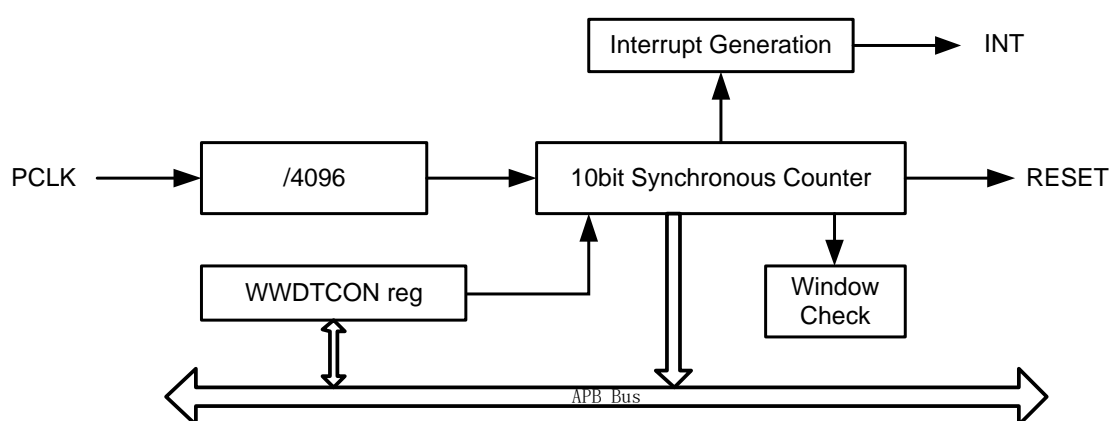 Interrupt Generation
INT
PCLK
/4096
10bit Synchronous Counter
RESET
WWDTCON reg
Window
Check
APB Bus